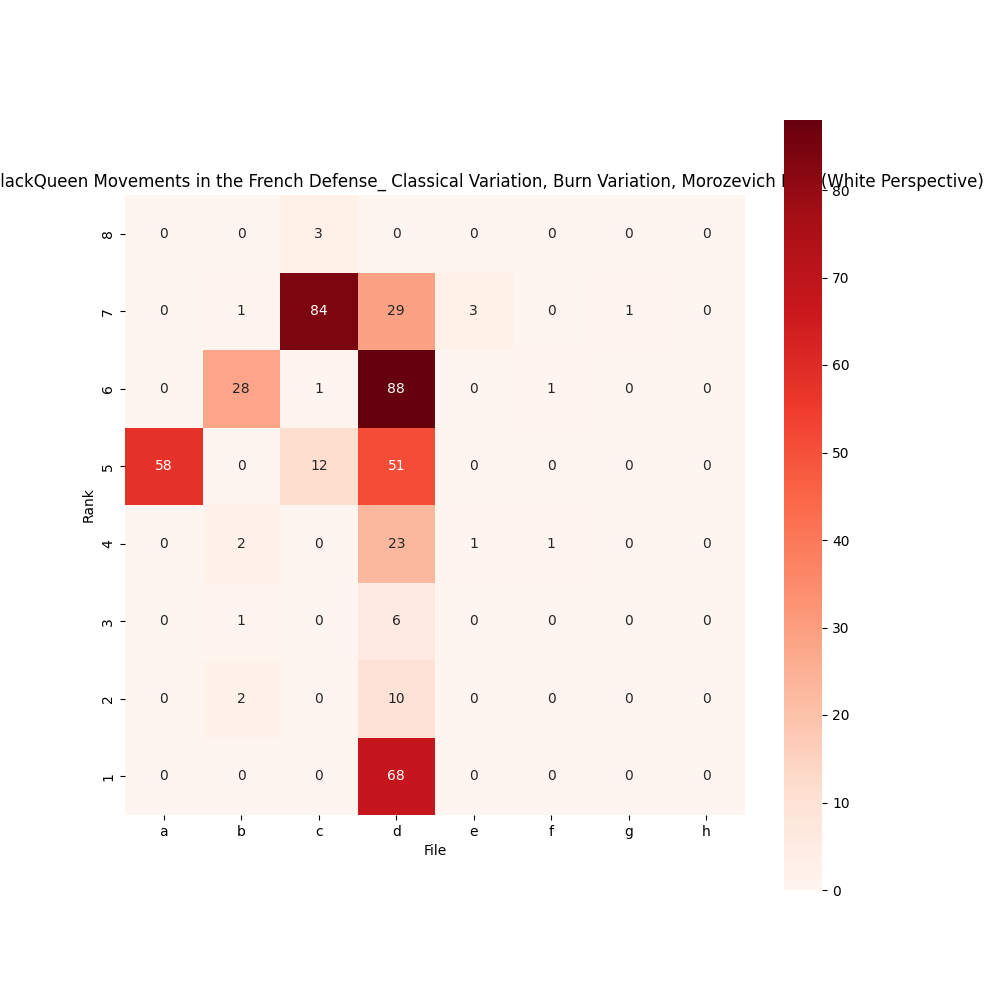 lackQueen Movements in the French Defense_ Classical Variation, Burn Variation, Morozevich (White Perspective)
8 0 0 3 0 0 0 0 0
7 0 1 84 29 3 0 1 0
6 0 28 1 88 0 1 0 0
5 58 0 12 51 0 0 0 0
4 0 2 0 23 1 1 0 0
3 0 1 0 6 0 0 0 0
2 0 2 0 10 0 0 0 0
1 0 0 0 68 0 0 0 0
a b c d e f g h
Rank
File
80
70
60
50
40
30
20
10
0